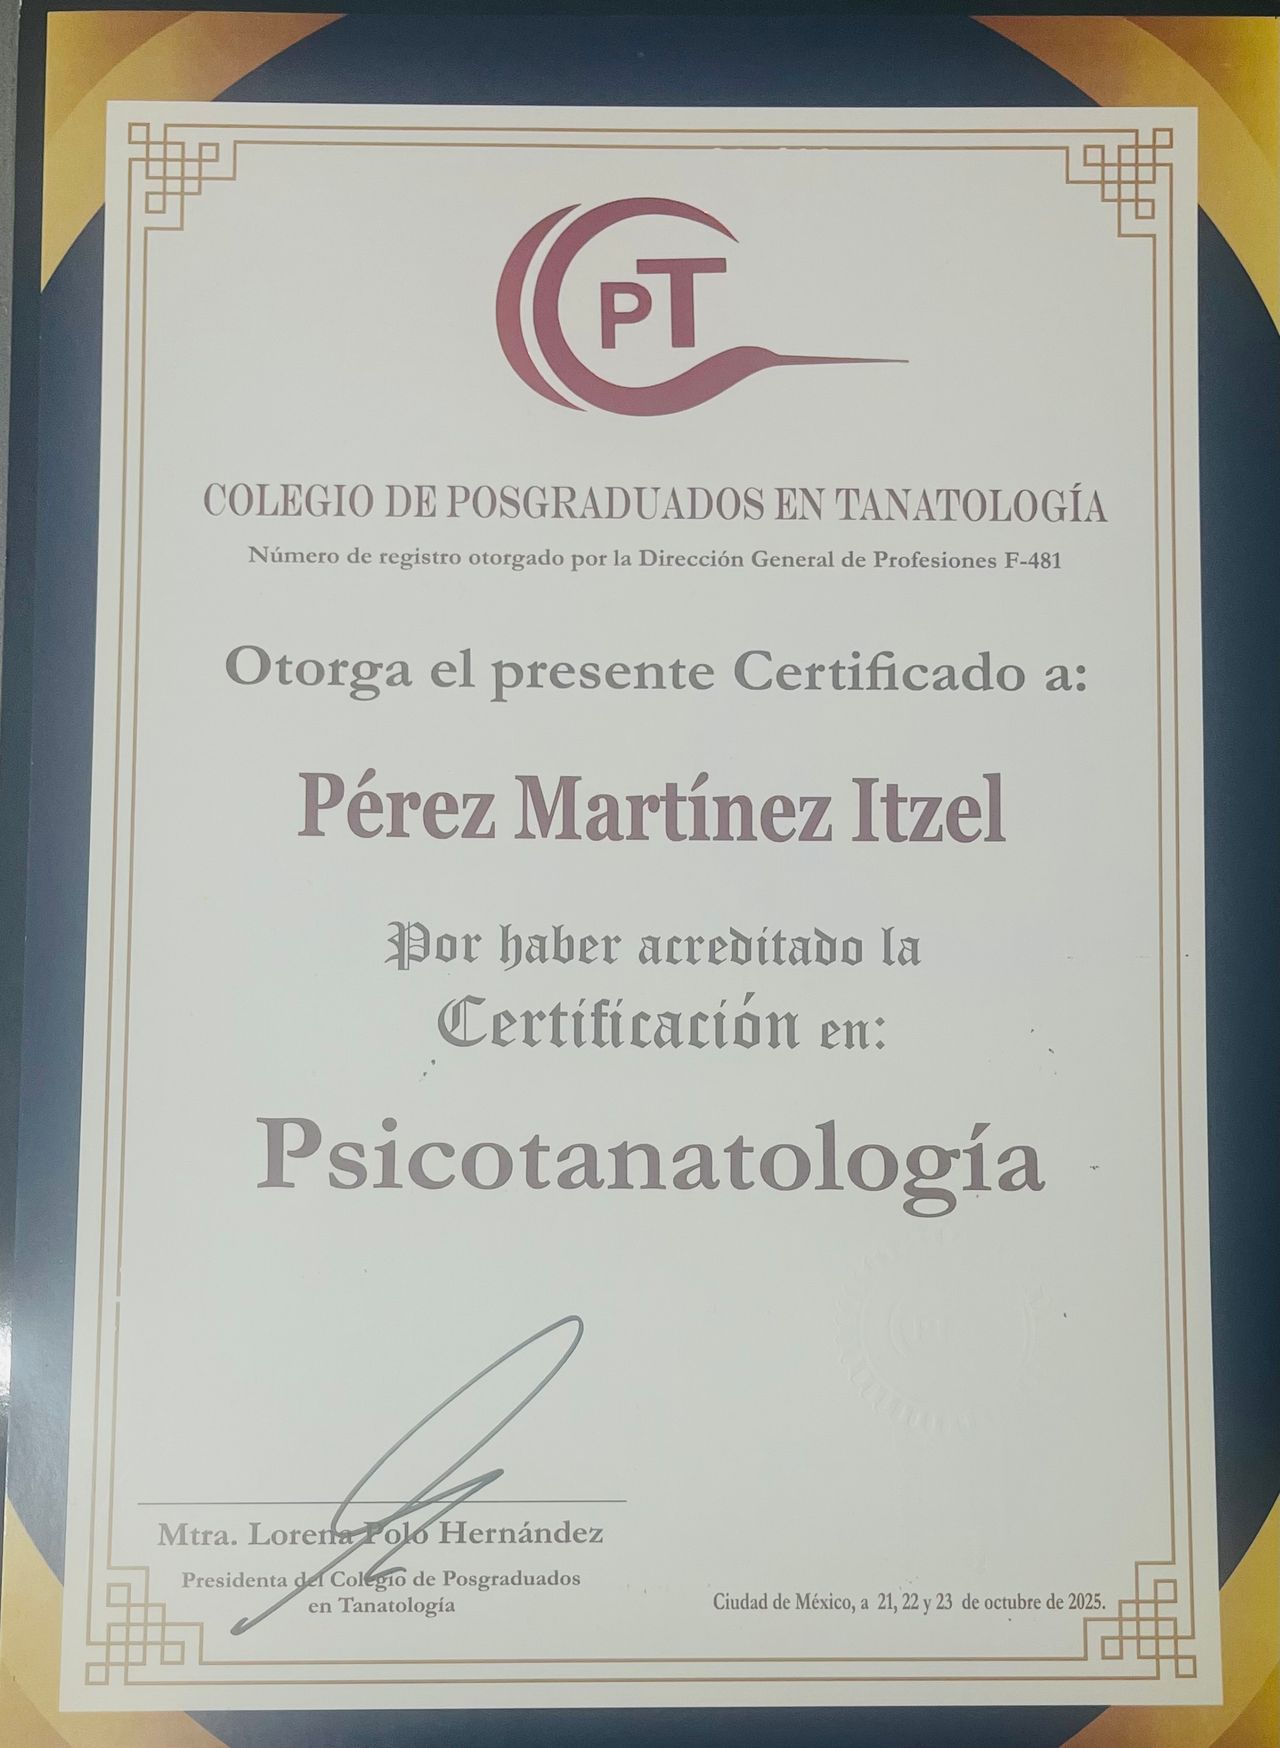 PT
COLEGIO DE POSGRADUADOS EN TANATOLOGÍA
Número de registro otorgado por la Dirección General de Profesiones F-481
Otorga el presente Certificado a:
Pérez Martínez Itzel
Por haber acreditado la
Certificación en:
Psicotanatología
Mtra. Lorena Polo Hernández
Presidenta del Colegio de Posgraduados
en Tanatología
Ciudad de México, a 21, 22 y 23 de octubre de 2025.